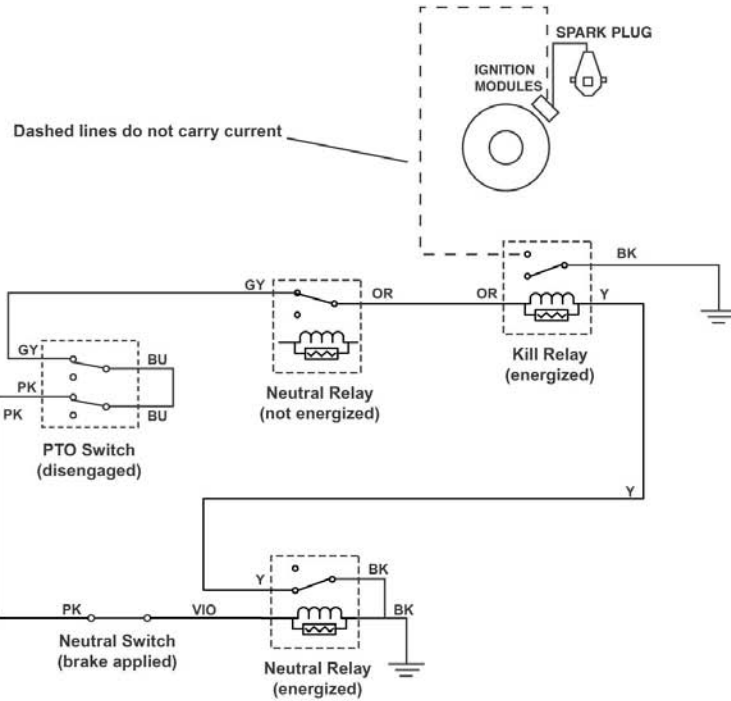 SPARK PLUG
IGNITION
MODULES
Dashed lines do not carry current
BK
GY
OR
OR
Y
GY
BU
PK
PK
BU
Kill Relay
(energized)
Neutral Relay
(not energized)
PTO Switch
(disengaged)
Y
Y
BK
PK
VIO
BK
Neutral Switch
(brake applied)
Neutral Relay
(energized)